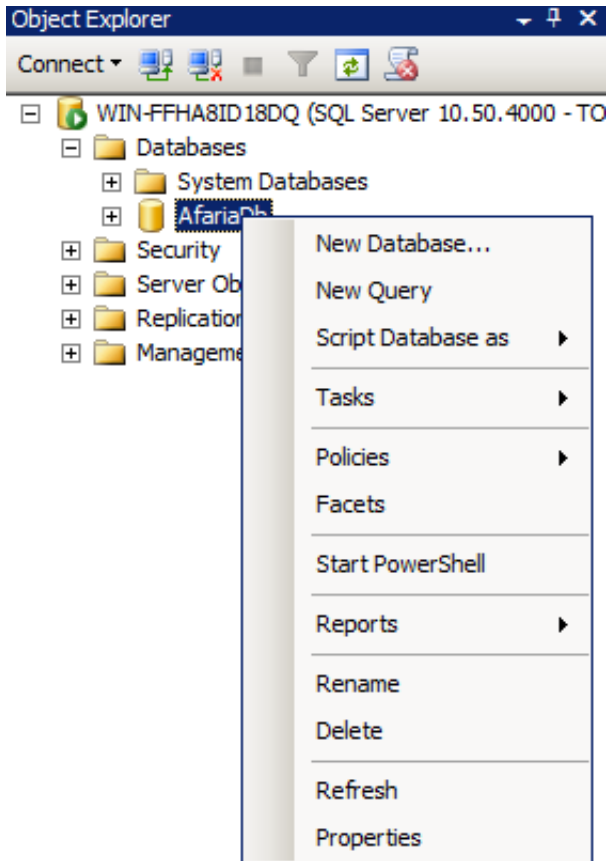 Object Explorer
Connect
WIN-FFHA8ID18DQ (SQL Server 10.50.4000 - TO
Databases
System Databases
AfariaDb
Security
Server Ob
Replication
Manageme
New Database...
New Query
Script Database as
Tasks
Policies
Facets
Start PowerShell
Reports
Rename
Delete
Refresh
Properties